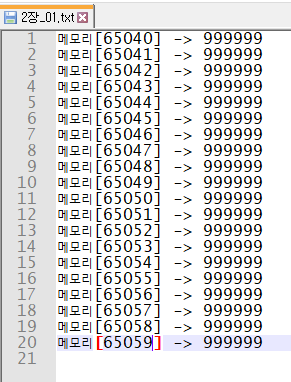 2장_01.txt
1 메모리[65040] -> 999999
2 메모리[65041] -> 999999
3 메모리[65042] -> 999999
4 메모리[65043] -> 999999
5 메모리[65044] -> 999999
6 메모리[65045] -> 999999
7 메모리[65046] -> 999999
8 메모리[65047] -> 999999
9 메모리[65048] -> 999999
10 메모리[65049] -> 999999
11 메모리[65050] -> 999999
12 메모리[65051] -> 999999
13 메모리[65052] -> 999999
14 메모리[65053] -> 999999
15 메모리[65054] -> 999999
16 메모리[65055] -> 999999
17 메모리[65056] -> 999999
18 메모리[65057] -> 999999
19 메모리[65058] -> 999999
20 메모리[65059] -> 999999
21